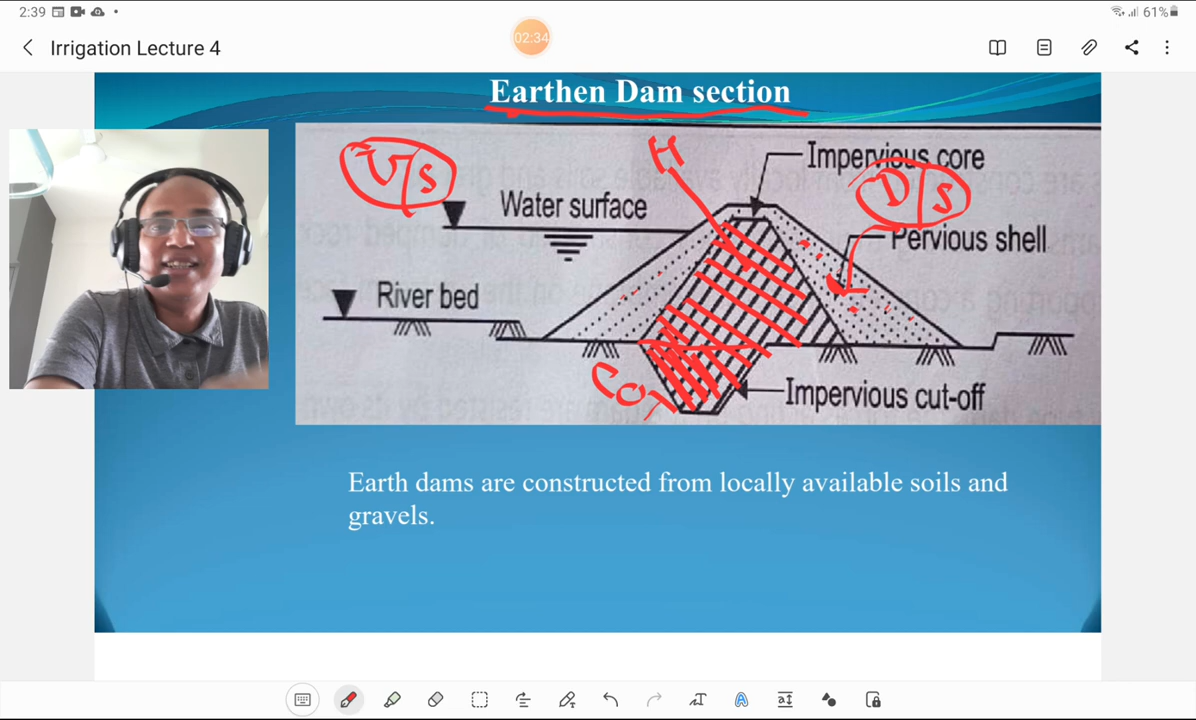 2:39
61%
Irrigation Lecture 4
02:34
Earthen Dam section
U/S
H
Impervious core
D/S
Water surface
Pervious shell
River bed
COT
Impervious cut-off
Earth dams are constructed from locally available soils and
gravels.